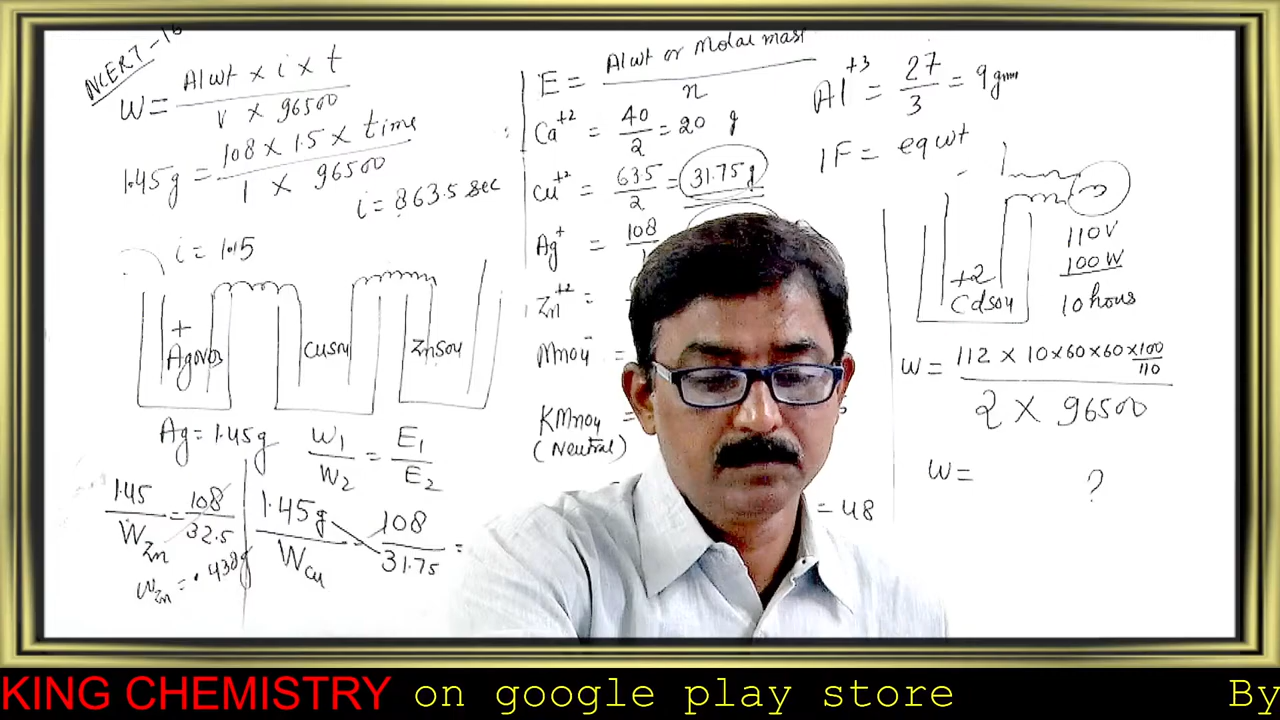 NCERT-16
W = At wt × i × t
V × 96500
1.45g = 108 × 1.5 × time
1 × 96500
i = 863.5 sec
i = 1.15
+
AgNO3
CuSO4
ZnSO4
Ag = 1.45g
W1 = E1
W2 E2
1.45 = 108
WZn 32.5
WZn = .438g
1.45g = 108 =
WCu 31.75
E = At wt or Molar mass
n
Ca+2 = 40 = 20 g
2
Cu+2 = 63.5 = 31.75 g
2
Ag+ = 108
Zn+2 =
MnO4- =
KMnO4 =
(Neutral)
= 48
Al+3 = 27 = 9 gm
3
1F = eq wt
+2
CdSO4
110V
100W
10 hours
W = 112 × 10×60×60×100
110
2 × 96500
W = ?
KING CHEMISTRY on google play store By